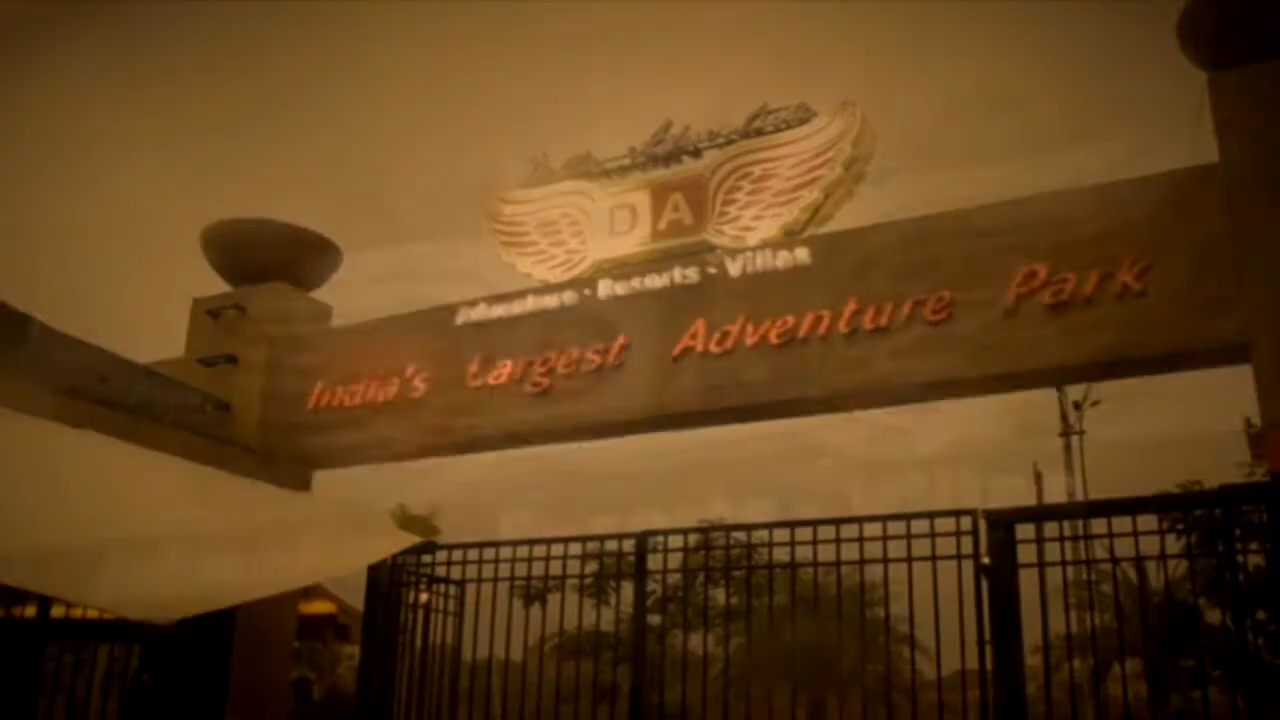 DA
Adventure · Resorts · Villas
India's Largest Adventure Park